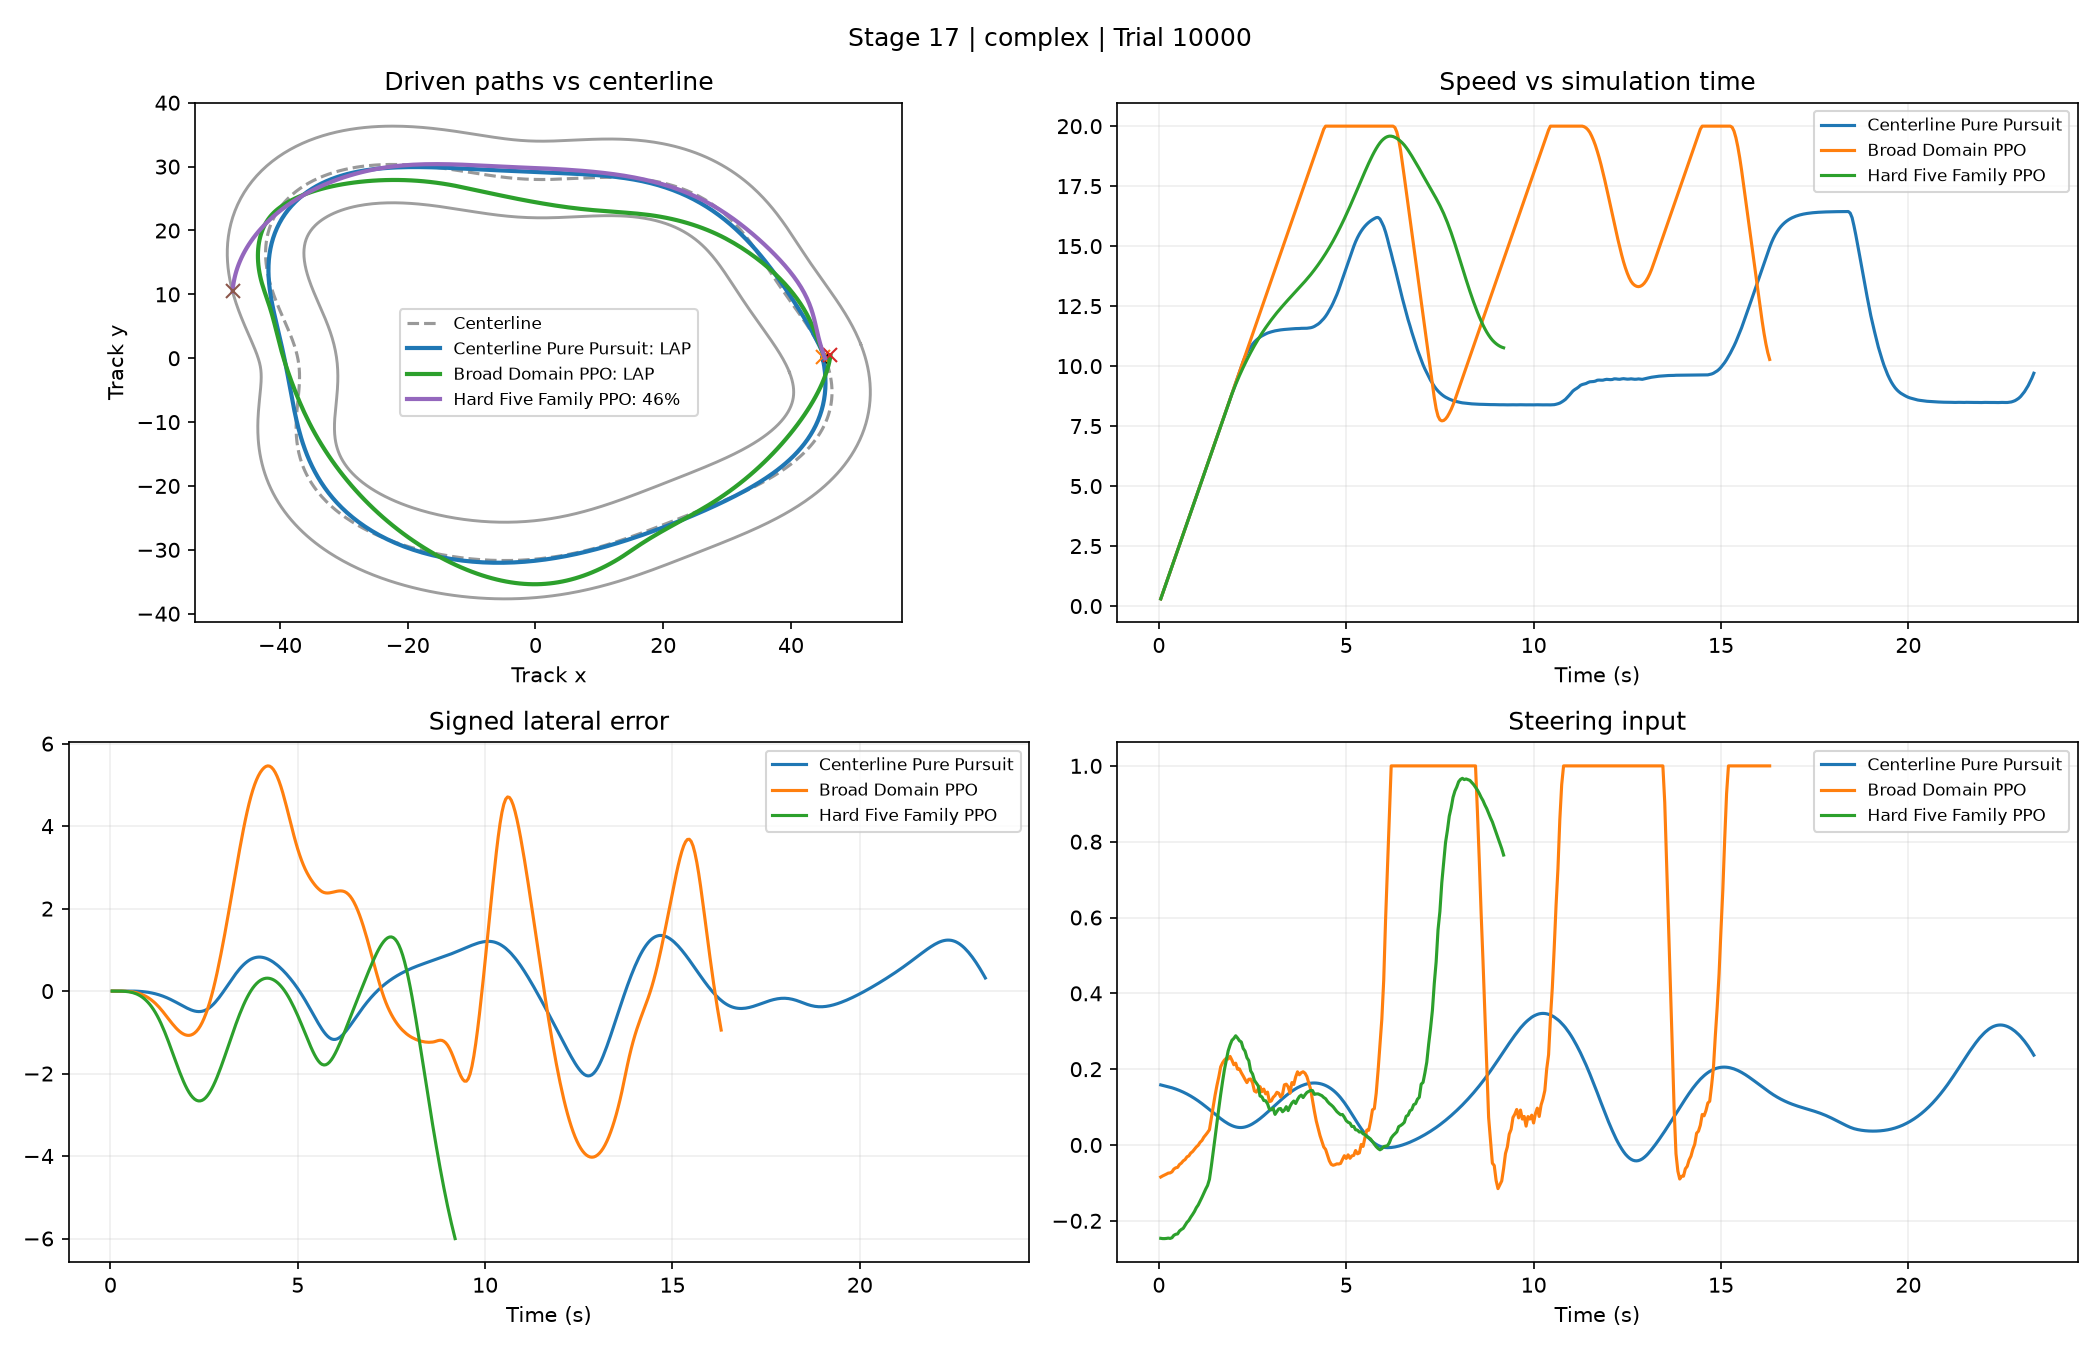 Stage 17 | complex | Trial 10000
Driven paths vs centerline
40
30
20
10
0
−10
−20
−30
−40
Track y
−40
−20
0
20
40
Track x
Centerline
Centerline Pure Pursuit: LAP
Broad Domain PPO: LAP
Hard Five Family PPO: 46%
Speed vs simulation time
20.0
17.5
15.0
12.5
10.0
7.5
5.0
2.5
0.0
0
5
10
15
20
Time (s)
Centerline Pure Pursuit
Broad Domain PPO
Hard Five Family PPO
Signed lateral error
6
4
2
0
−2
−4
−6
0
5
10
15
20
Time (s)
Centerline Pure Pursuit
Broad Domain PPO
Hard Five Family PPO
Steering input
1.0
0.8
0.6
0.4
0.2
0.0
−0.2
0
5
10
15
20
Time (s)
Centerline Pure Pursuit
Broad Domain PPO
Hard Five Family PPO